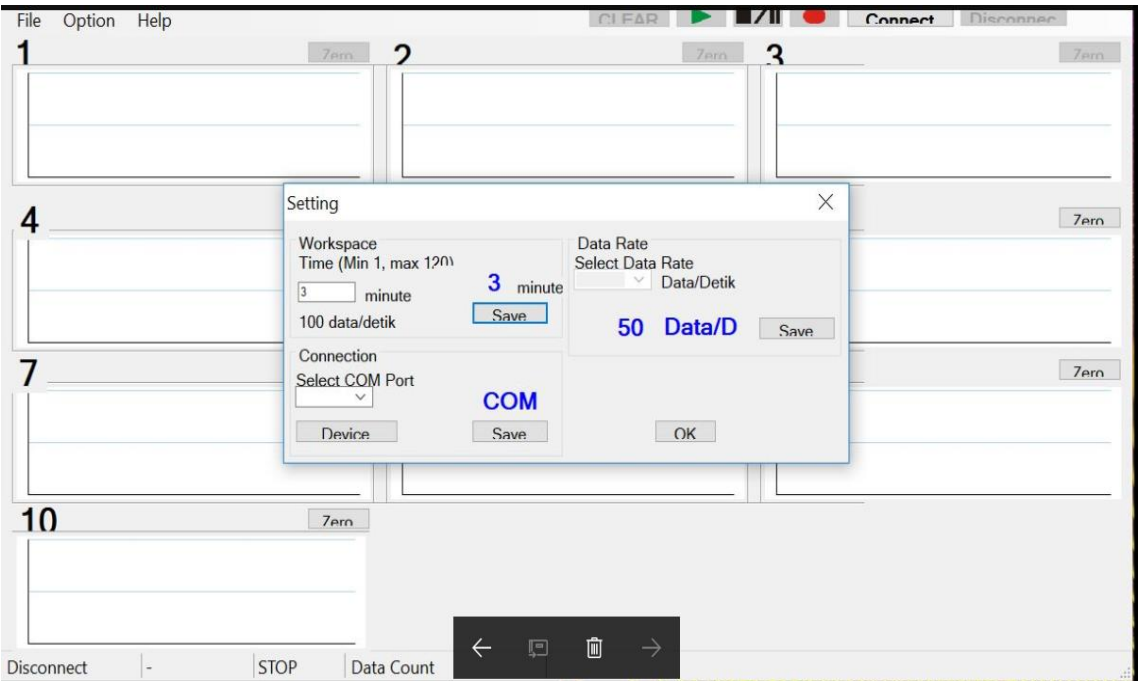 File Option Help CLEAR Connect Disconnec
1 Zero 2 Zero 3 Zero
Setting
4 Zero
Workspace
Time (Min 1, max 120)
3 minute
3 minute
100 data/detik
Save
Data Rate
Select Data Rate
Data/Detik
50 Data/D Save
Connection
Select COM Port
COM
Device Save
OK
7 Zero
10 Zero
Disconnect - STOP Data Count